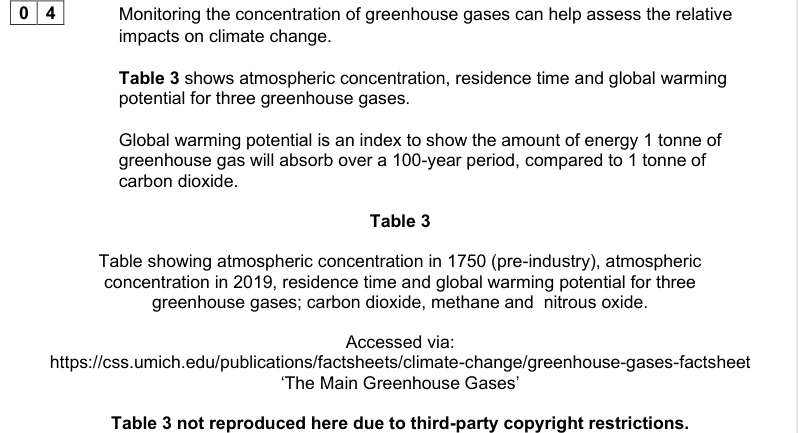 0 4
Monitoring the concentration of greenhouse gases can help assess the relative
impacts on climate change.
Table 3 shows atmospheric concentration, residence time and global warming
potential for three greenhouse gases.
Global warming potential is an index to show the amount of energy 1 tonne of
greenhouse gas will absorb over a 100-year period, compared to 1 tonne of
carbon dioxide.
Table 3
Table showing atmospheric concentration in 1750 (pre-industry), atmospheric
concentration in 2019, residence time and global warming potential for three
greenhouse gases; carbon dioxide, methane and nitrous oxide.
Accessed via:
https://css.umich.edu/publications/factsheets/climate-change/greenhouse-gases-factsheet
‘The Main Greenhouse Gases’
Table 3 not reproduced here due to third-party copyright restrictions.